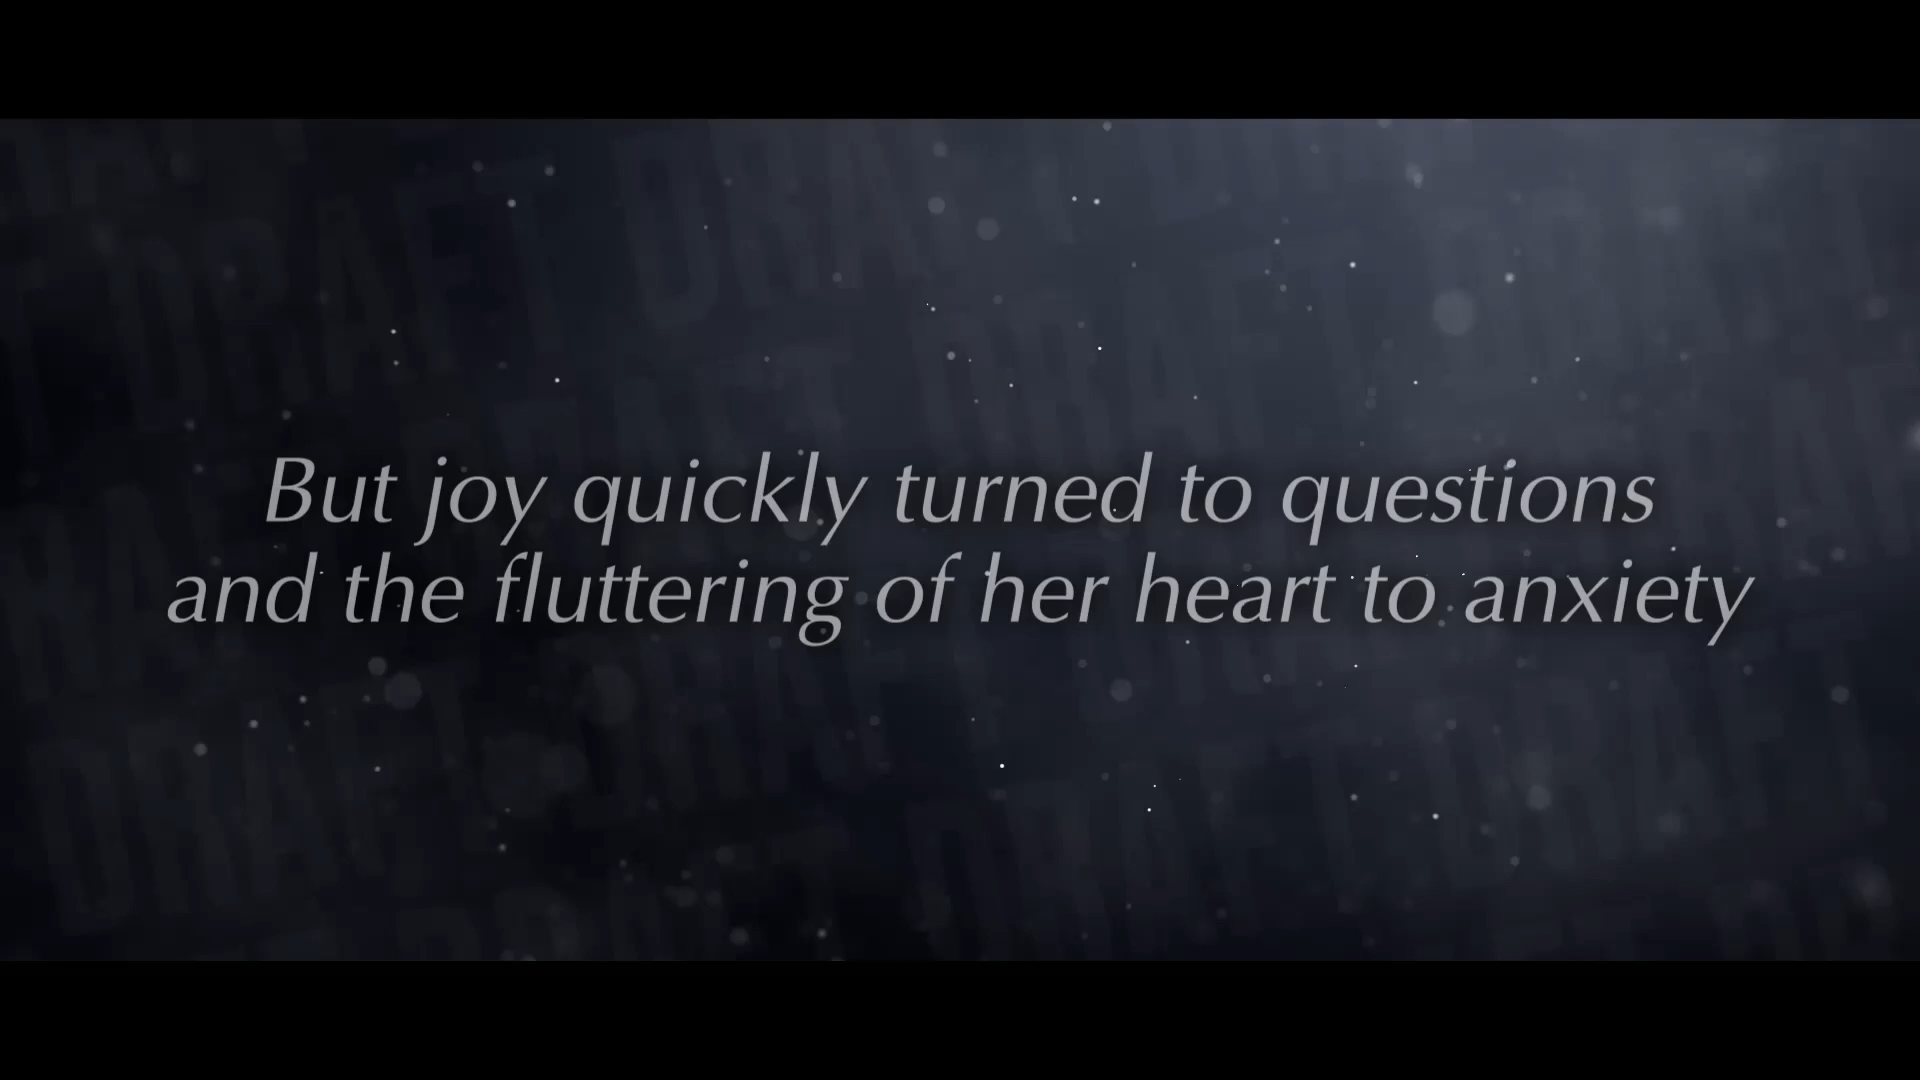 But joy quickly turned to questions
and the fluttering of her heart to anxiety